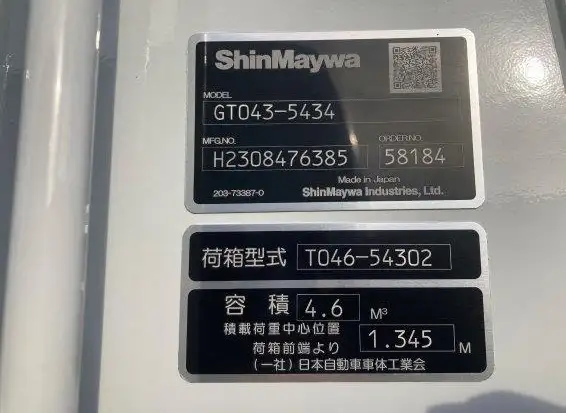 ShinMaywa
MODEL
GT043-5434
MFG.NO. ORDER.NO.
H2308476385 58184
Made in Japan
203-73387-0 ShinMaywa Industries, Ltd.
荷箱型式 T046-54302
容積 4.6 M³
積載荷重中心位置
荷箱前端より 1.345 M
(一社)日本自動車車体工業会